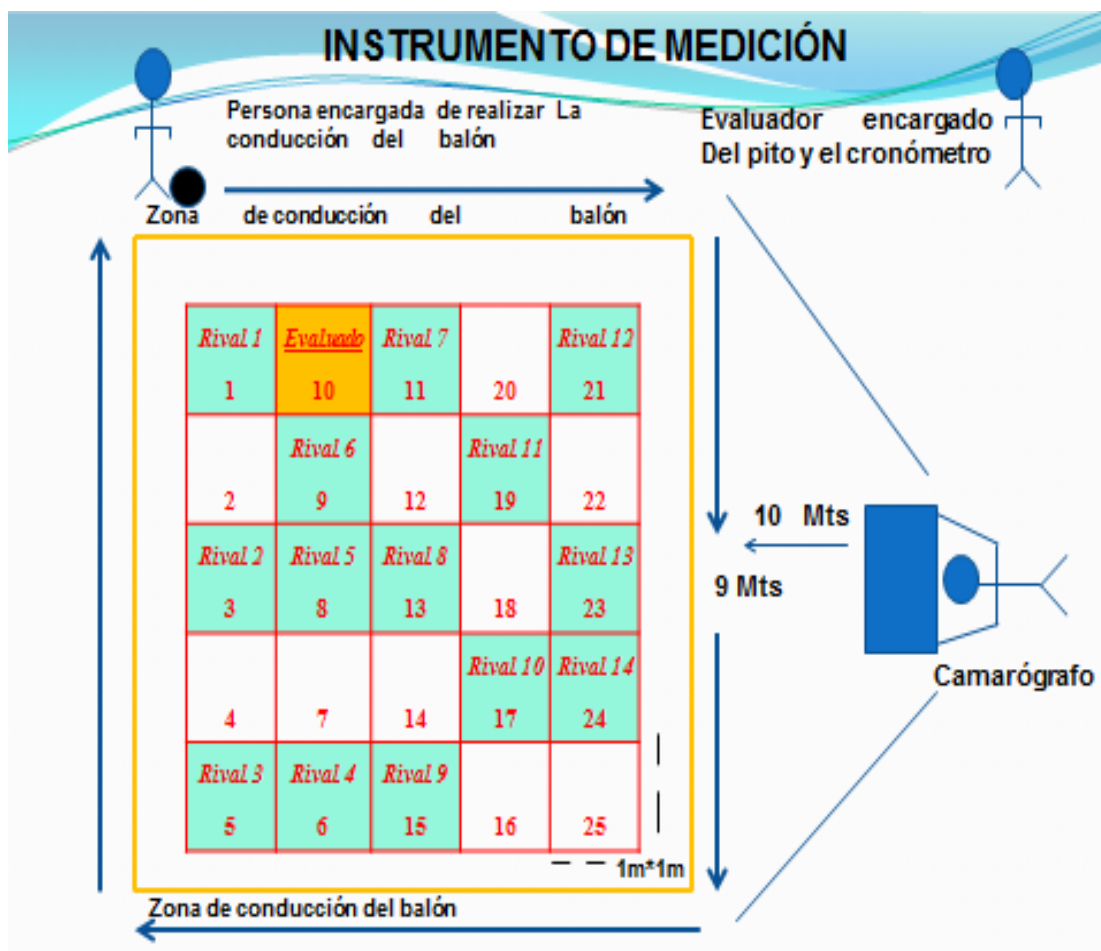 INSTRUMENTO DE MEDICIÓN
Persona encargada de realizar La
conducción del balón
Evaluador encargado
Del pito y el cronómetro
Zona de conducción del balón
Rival 1 Evaluado Rival 7 Rival 12
1 10 11 20 21
Rival 6 Rival 11
2 9 12 19 22
Rival 2 Rival 5 Rival 8 Rival 13
3 8 13 18 23
Rival 10 Rival 14
4 7 14 17 24
Rival 3 Rival 4 Rival 9
5 6 15 16 25
1m*1m
10 Mts
9 Mts
Camarógrafo
Zona de conducción del balón